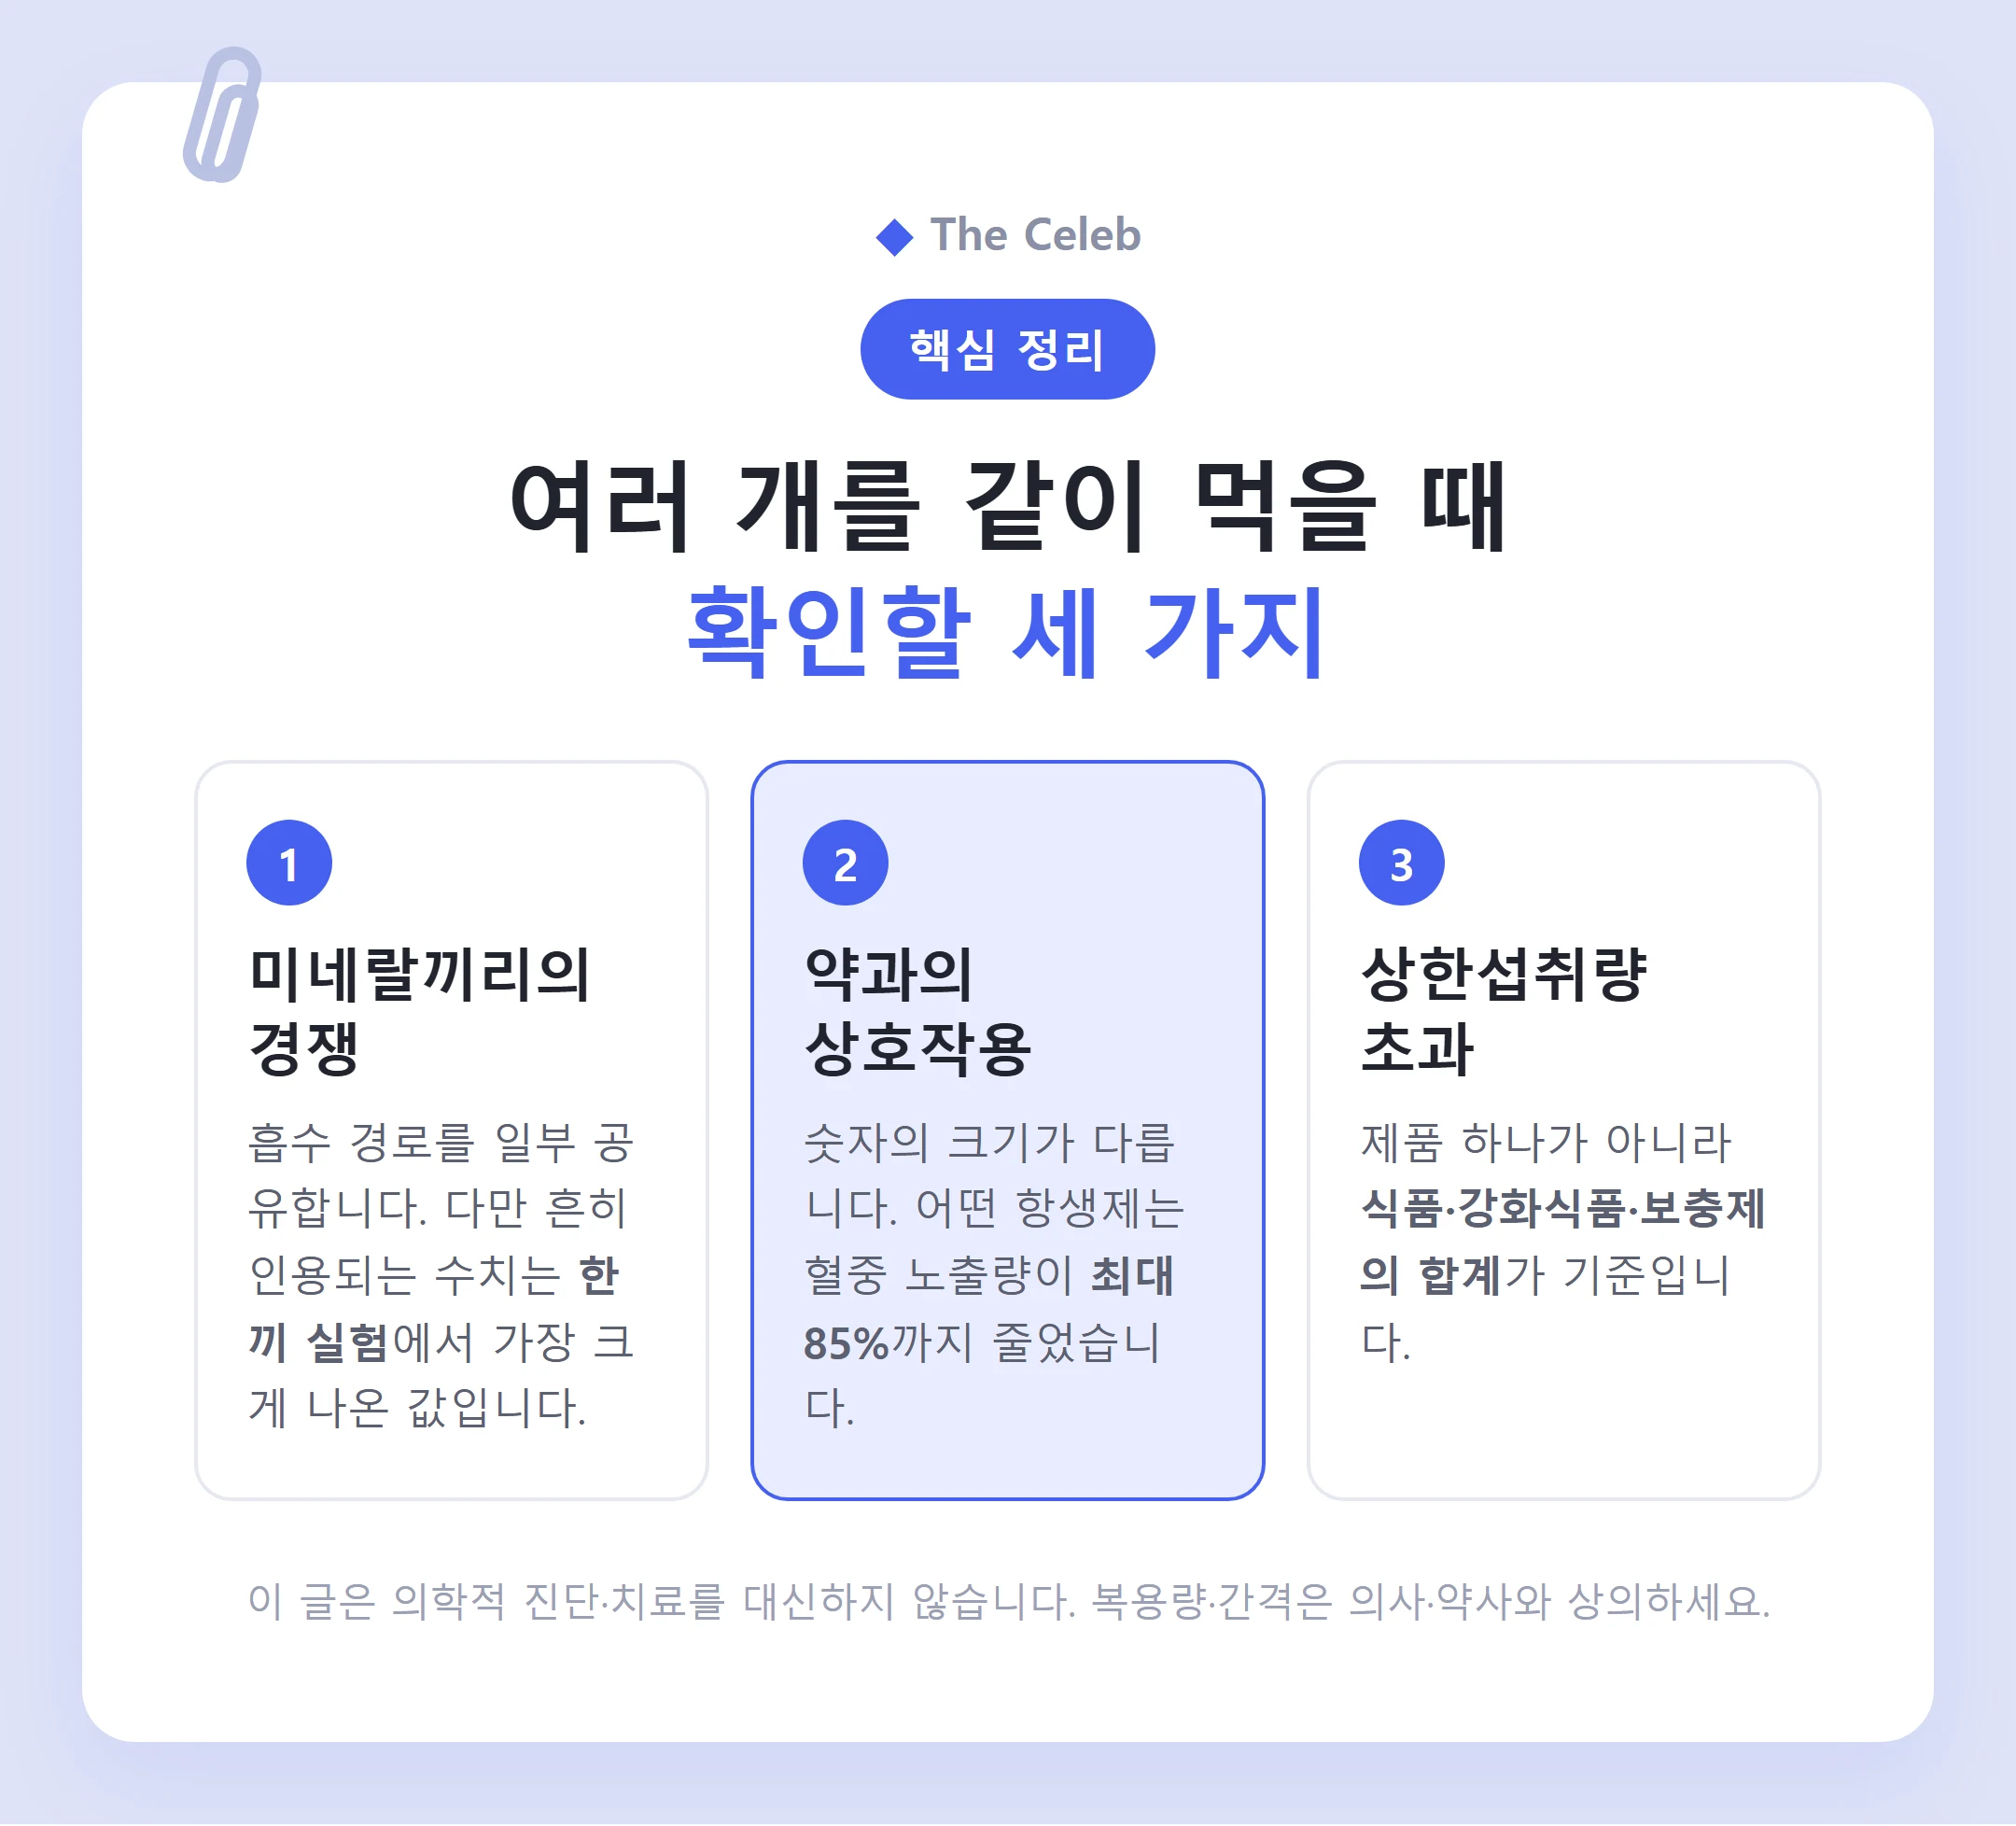 The Celeb
핵심 정리
여러 개를 같이 먹을 때
확인할 세 가지
1
미네랄끼리의
경쟁
흡수 경로를 일부 공
유합니다. 다만 흔히
인용되는 수치는 한
끼 실험에서 가장 크
게 나온 값입니다.
2
약과의
상호작용
숫자의 크기가 다릅
니다. 어떤 항생제는
혈중 노출량이 최대
85%까지 줄었습니
다.
3
상한섭취량
초과
제품 하나가 아니라
식품·강화식품·보충제
의 합계가 기준입니
다.
이 글은 의학적 진단·치료를 대신하지 않습니다. 복용량·간격은 의사·약사와 상의하세요.